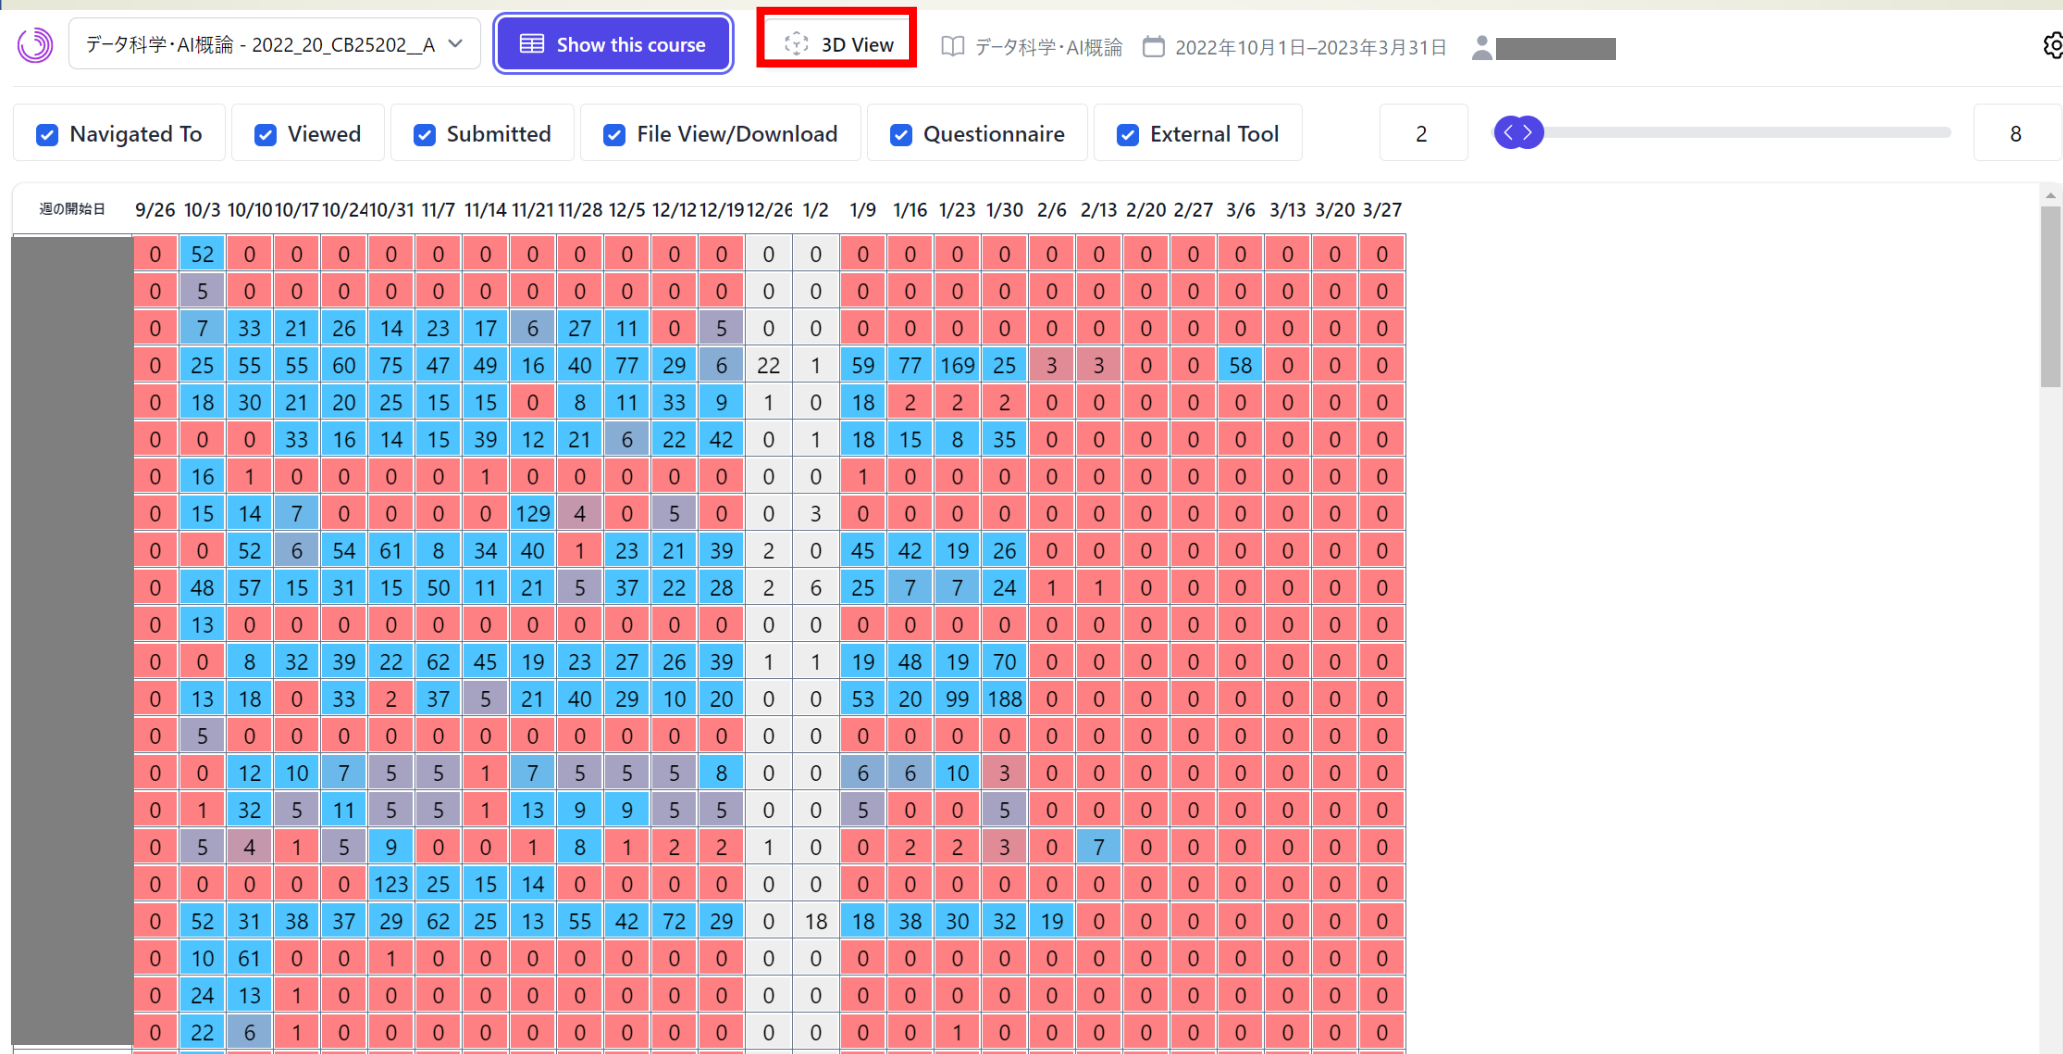 データ科学・AI概論 - 2022_20_CB25202__A Show this course 3D View データ科学・AI概論 2022年10月1日–2023年3月31日
Navigated To Viewed Submitted File View/Download Questionnaire External Tool 2 8
週の開始日 9/26 10/3 10/10 10/17 10/24 10/31 11/7 11/14 11/21 11/28 12/5 12/12 12/19 12/26 1/2 1/9 1/16 1/23 1/30 2/6 2/13 2/20 2/27 3/6 3/13 3/20 3/27
0 52 0 0 0 0 0 0 0 0 0 0 0 0 0 0 0 0 0 0 0 0 0 0 0 0 0
0 5 0 0 0 0 0 0 0 0 0 0 0 0 0 0 0 0 0 0 0 0 0 0 0 0 0
0 7 33 21 26 14 23 17 6 27 11 0 5 0 0 0 0 0 0 0 0 0 0 0 0 0 0
0 25 55 55 60 75 47 49 16 40 77 29 6 22 1 59 77 169 25 3 3 0 0 58 0 0 0
0 18 30 21 20 25 15 15 0 8 11 33 9 1 0 18 2 2 2 0 0 0 0 0 0 0 0
0 0 0 33 16 14 15 39 12 21 6 22 42 0 1 18 15 8 35 0 0 0 0 0 0 0 0
0 16 1 0 0 0 0 1 0 0 0 0 0 0 0 1 0 0 0 0 0 0 0 0 0 0 0
0 15 14 7 0 0 0 0 129 4 0 5 0 0 3 0 0 0 0 0 0 0 0 0 0 0 0
0 0 52 6 54 61 8 34 40 1 23 21 39 2 0 45 42 19 26 0 0 0 0 0 0 0 0
0 48 57 15 31 15 50 11 21 5 37 22 28 2 6 25 7 7 24 1 1 0 0 0 0 0 0
0 13 0 0 0 0 0 0 0 0 0 0 0 0 0 0 0 0 0 0 0 0 0 0 0 0 0
0 0 8 32 39 22 62 45 19 23 27 26 39 1 1 19 48 19 70 0 0 0 0 0 0 0 0
0 13 18 0 33 2 37 5 21 40 29 10 20 0 0 53 20 99 188 0 0 0 0 0 0 0 0
0 5 0 0 0 0 0 0 0 0 0 0 0 0 0 0 0 0 0 0 0 0 0 0 0 0 0
0 0 12 10 7 5 5 1 7 5 5 5 8 0 0 6 6 10 3 0 0 0 0 0 0 0 0
0 1 32 5 11 5 5 1 13 9 9 5 5 0 0 5 0 0 5 0 0 0 0 0 0 0 0
0 5 4 1 5 9 0 0 1 8 1 2 2 1 0 0 2 2 3 0 7 0 0 0 0 0 0
0 0 0 0 0 123 25 15 14 0 0 0 0 0 0 0 0 0 0 0 0 0 0 0 0 0 0
0 52 31 38 37 29 62 25 13 55 42 72 29 0 18 18 38 30 32 19 0 0 0 0 0 0 0
0 10 61 0 0 1 0 0 0 0 0 0 0 0 0 0 0 0 0 0 0 0 0 0 0 0 0
0 24 13 1 0 0 0 0 0 0 0 0 0 0 0 0 0 0 0 0 0 0 0 0 0 0 0
0 22 6 1 0 0 0 0 0 0 0 0 0 0 0 0 0 1 0 0 0 0 0 0 0 0 0